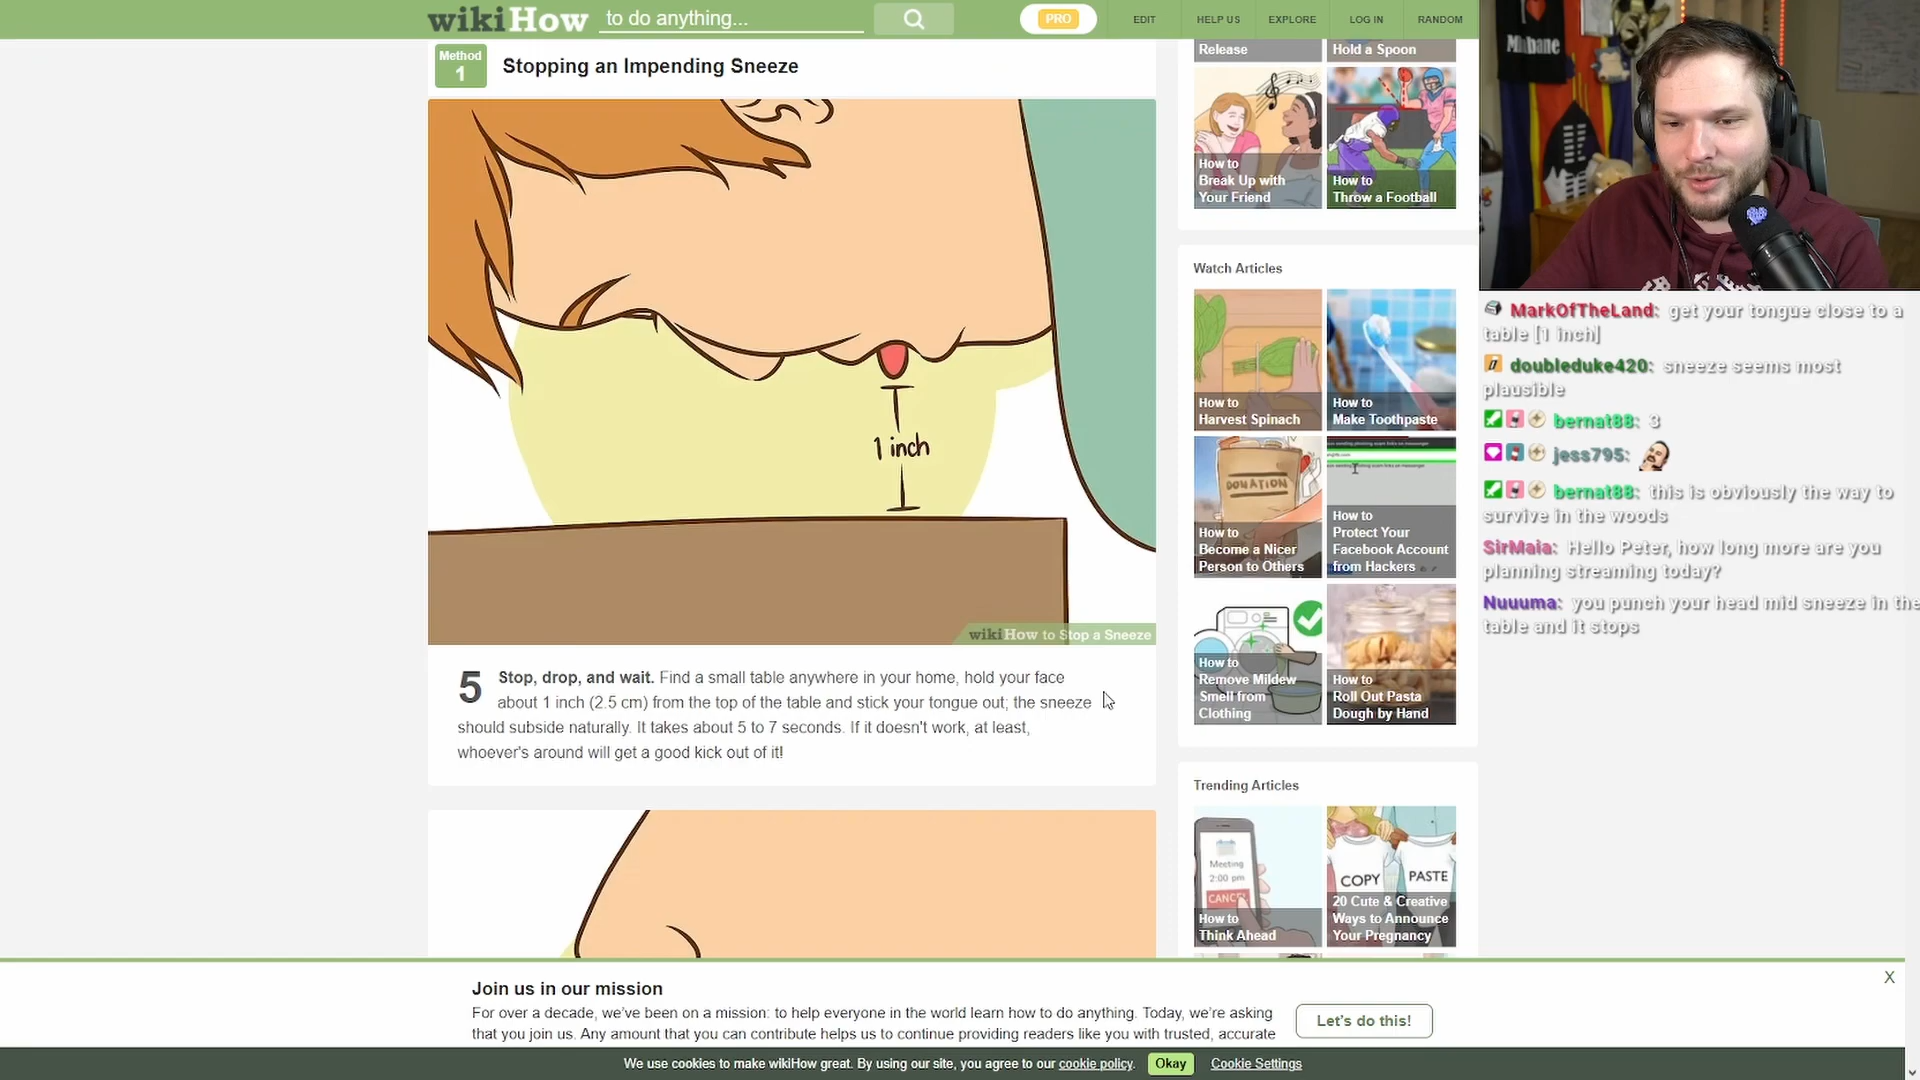 wikiHow to do anything...
PRO
EDIT
HELP US
EXPLORE
LOG IN
RANDOM
Method
1
Stopping an Impending Sneeze
1 inch
wikiHow to Stop a Sneeze
5 Stop, drop, and wait. Find a small table anywhere in your home, hold your face
about 1 inch (2.5 cm) from the top of the table and stick your tongue out; the sneeze
should subside naturally. It takes about 5 to 7 seconds. If it doesn't work, at least,
whoever's around will get a good kick out of it!
Release
Hold a Spoon
How to
Break Up with
Your Friend
How to
Throw a Football
Watch Articles
How to
Harvest Spinach
How to
Make Toothpaste
DONATION
How to
Become a Nicer
Person to Others
How to
Protect Your
Facebook Account
from Hackers
How to
Remove Mildew
Smell from
Clothing
How to
Roll Out Pasta
Dough by Hand
Trending Articles
Meeting
2:00 pm
CANCEL
How to
Think Ahead
COPY
PASTE
20 Cute & Creative
Ways to Announce
Your Pregnancy
MarkOfTheLand: get your tongue close to a
table [1 inch]
doubleduke420: sneeze seems most
plausible
bernat88: 3
jess795:
bernat88: this is obviously the way to
survive in the woods
SirMaia: Hello Peter, how long more are you
planning streaming today?
Nuuuma: you punch your head mid sneeze in the
table and it stops
Join us in our mission
X
For over a decade, we've been on a mission: to help everyone in the world learn how to do anything. Today, we're asking
that you join us. Any amount that you can contribute helps us to continue providing readers like you with trusted, accurate
Let's do this!
We use cookies to make wikiHow great. By using our site, you agree to our cookie policy.
Okay
Cookie Settings